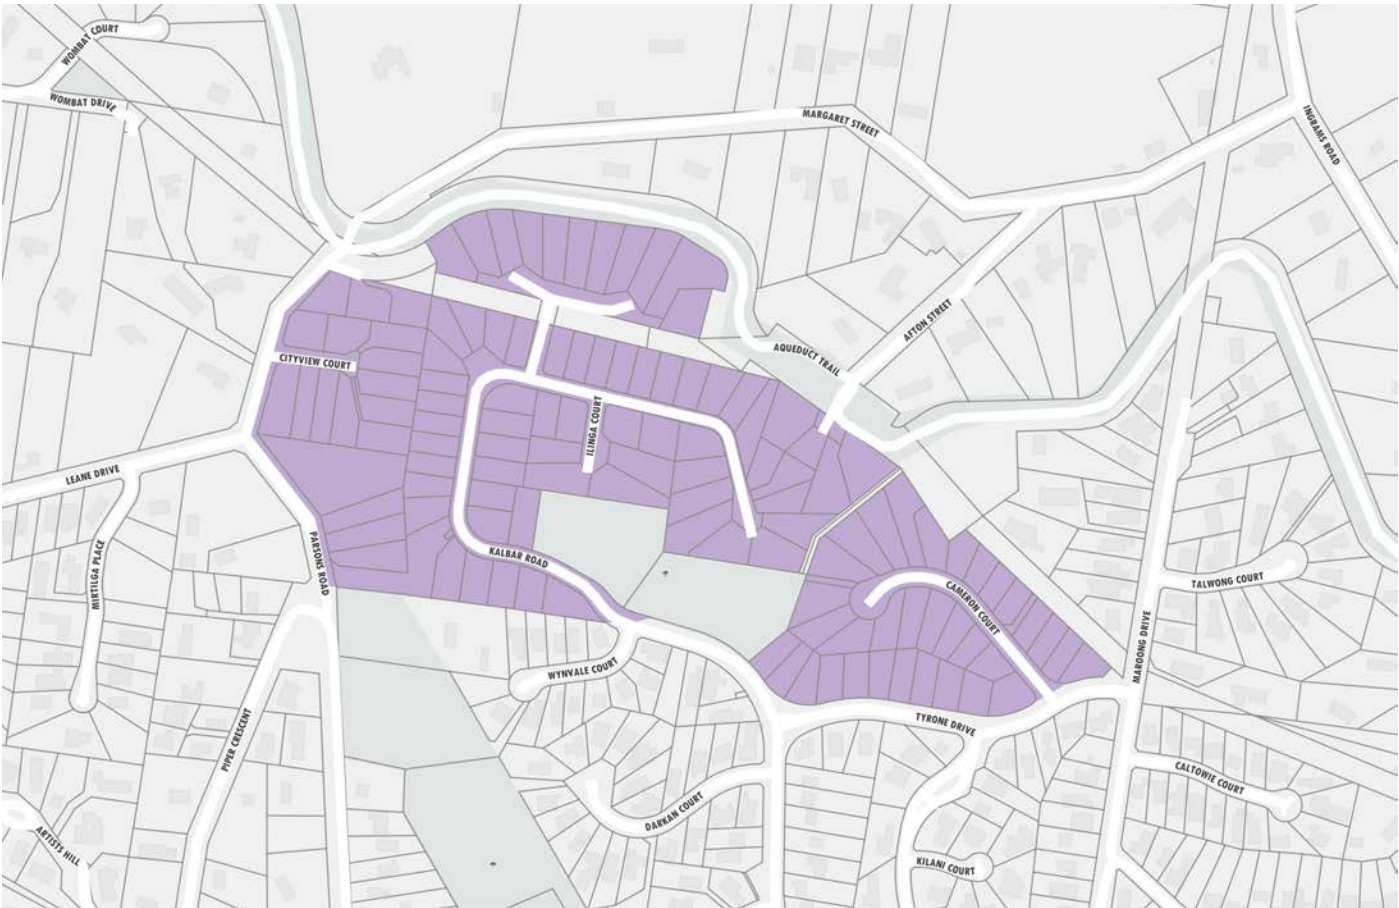 WOMBAT COURT
WOMBAT DRIVE
MARGARET STREET
INGRAMS ROAD
AFTON STREET
AQUEDUCT TRAIL
CITYVIEW COURT
ILINGA COURT
LEANE DRIVE
MIRTILGA PLACE
PARSONS ROAD
KALBAR ROAD
CAMERON COURT
TALWONG COURT
MAROONG DRIVE
WYNVALE COURT
TYRONE DRIVE
PIPER CRESCENT
CALTOWIE COURT
DARKAN COURT
ARTISTS HILL
KILANI COURT